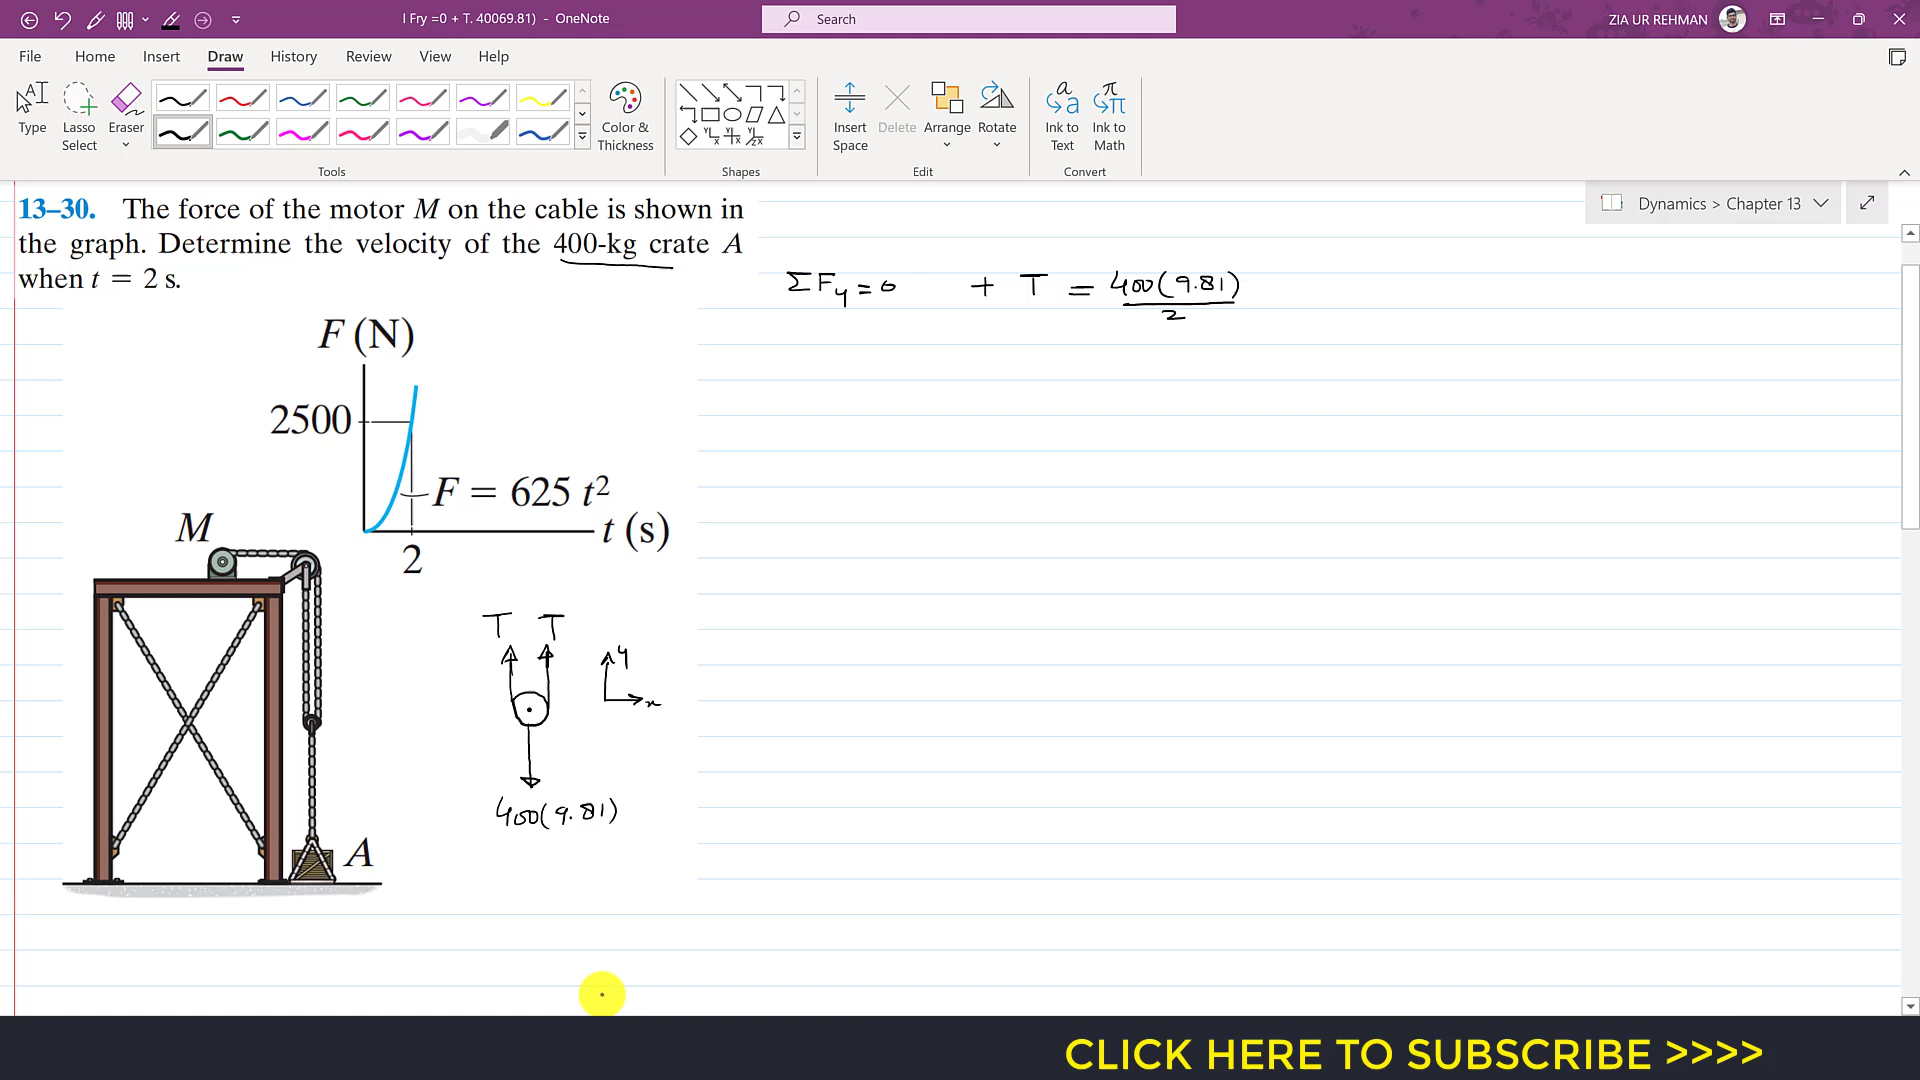 I Fry =0 + T. 40069.81) - OneNote
Search
ZIA UR REHMAN
File Home Insert Draw History Review View Help
Type
Lasso Select
Eraser
Color & Thickness
Insert Space
Delete
Arrange
Rotate
Ink to Text
Ink to Math
Tools
Shapes
Edit
Convert
Dynamics > Chapter 13
13–30. The force of the motor M on the cable is shown in
the graph. Determine the velocity of the 400-kg crate A
when t = 2 s.
ΣFy = 0 + T = 400(9.81)
2
F (N)
2500
F = 625 t²
t (s)
2
M
T T
y
x
400(9.81)
A
CLICK HERE TO SUBSCRIBE >>>>